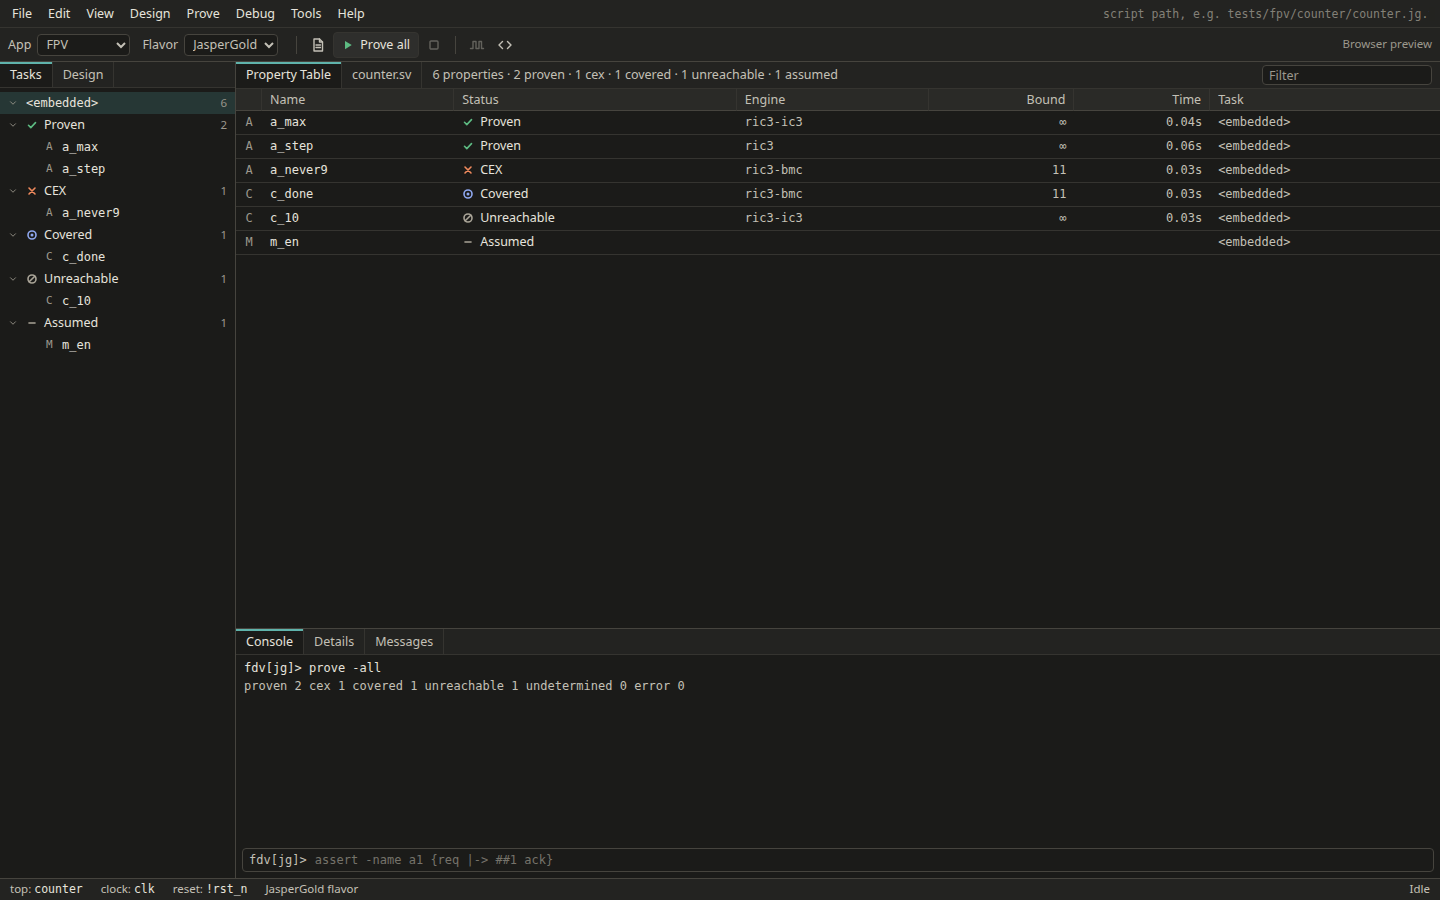 File Edit View Design Prove Debug Tools Help script path, e.g. tests/fpv/counter/counter.jg.
App FPV Flavor JasperGold Prove all Browser preview
Tasks Design Property Table counter.sv 6 properties · 2 proven · 1 cex · 1 covered · 1 unreachable · 1 assumed Filter
<embedded> 6
Proven 2
A a_max
A a_step
CEX 1
A a_never9
Covered 1
C c_done
Unreachable 1
C c_10
Assumed 1
M m_en
Name Status Engine Bound Time Task
A a_max Proven ric3-ic3 ∞ 0.04s <embedded>
A a_step Proven ric3 ∞ 0.06s <embedded>
A a_never9 CEX ric3-bmc 11 0.03s <embedded>
C c_done Covered ric3-bmc 11 0.03s <embedded>
C c_10 Unreachable ric3-ic3 ∞ 0.03s <embedded>
M m_en Assumed <embedded>
Console Details Messages
fdv[jg]> prove -all
proven 2 cex 1 covered 1 unreachable 1 undetermined 0 error 0
fdv[jg]> assert -name a1 {req |-> ##1 ack}
top: counter clock: clk reset: !rst_n JasperGold flavor Idle